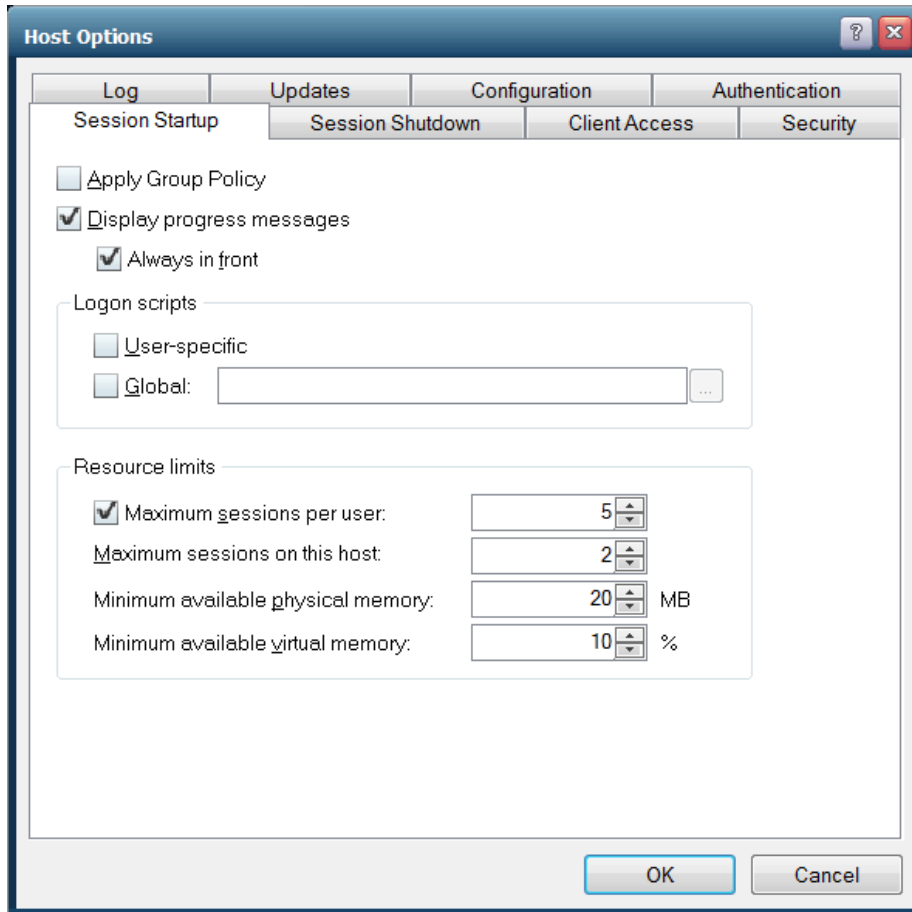 Host Options
Log Updates Configuration Authentication
Session Startup Session Shutdown Client Access Security
Apply Group Policy
Display progress messages
Always in front
Logon scripts
User-specific
Global: ...
Resource limits
Maximum sessions per user: 5
Maximum sessions on this host: 2
Minimum available physical memory: 20 MB
Minimum available virtual memory: 10 %
OK Cancel